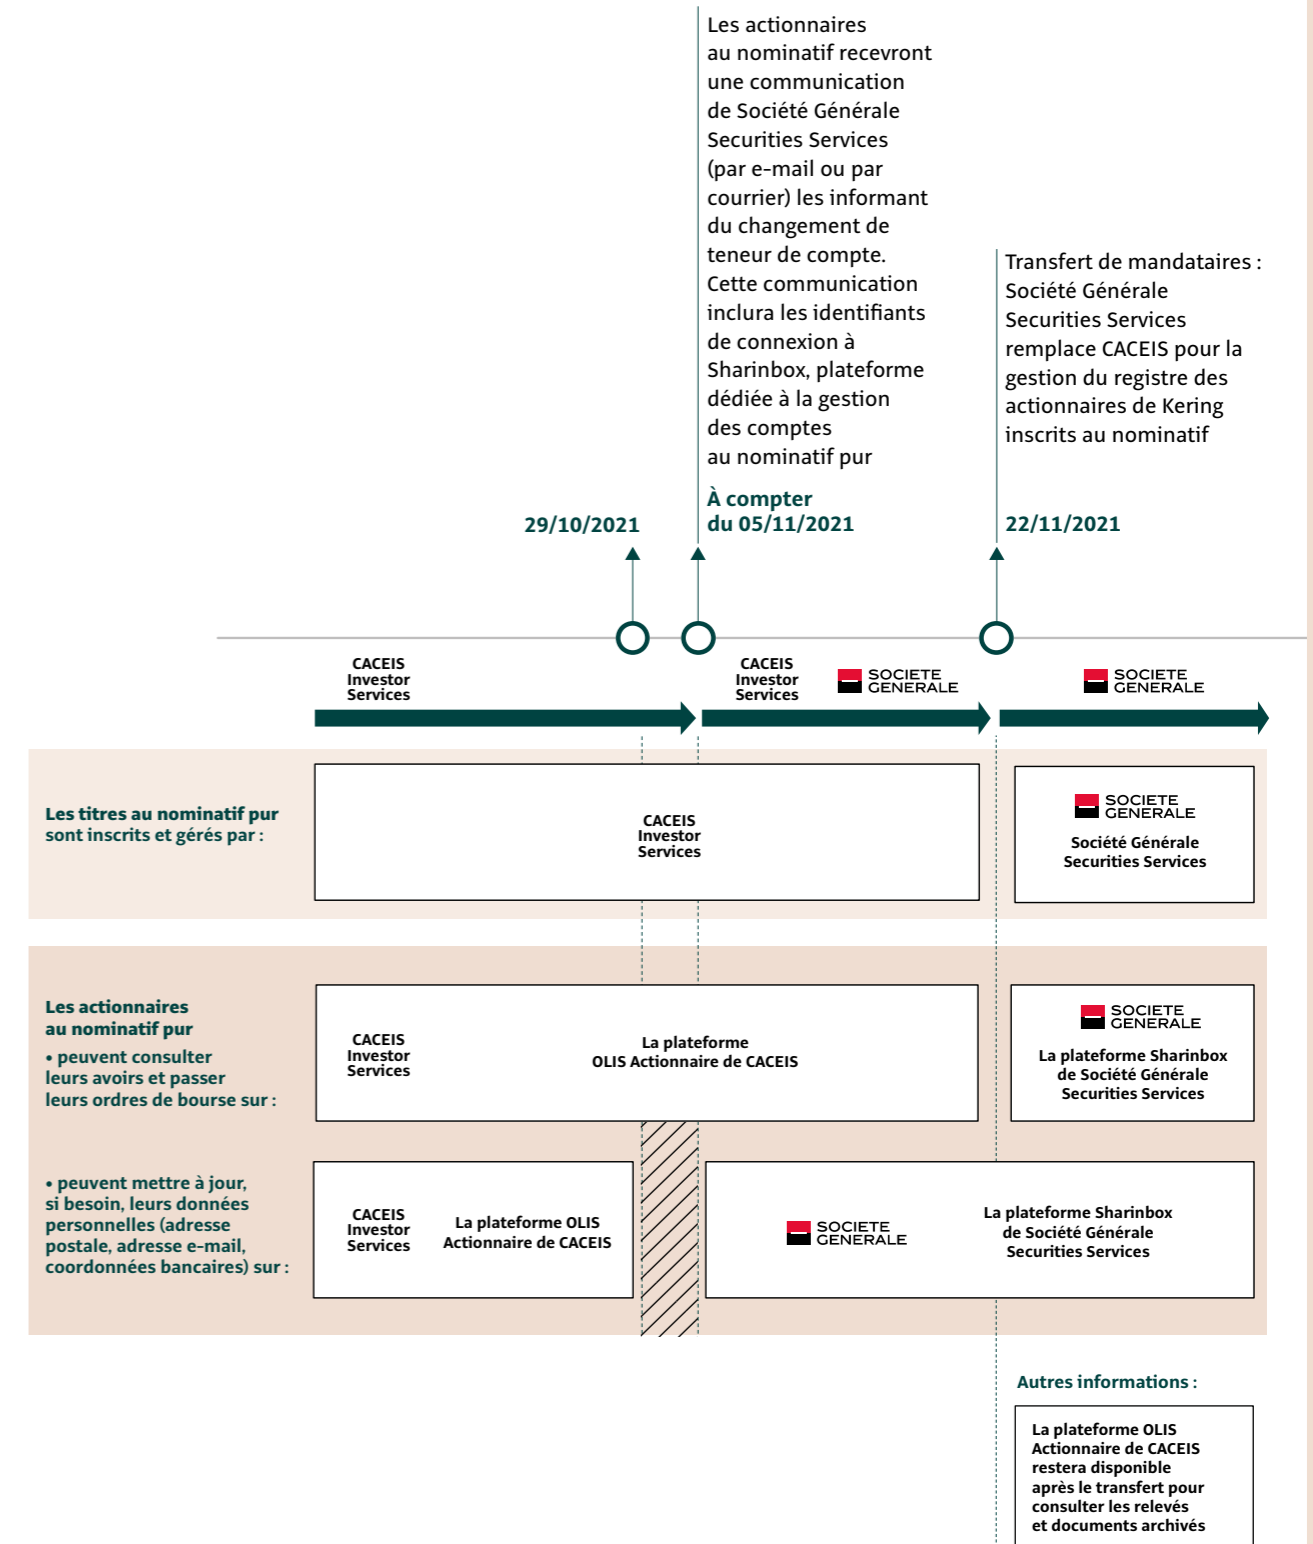 Les actionnaires
au nominatif recevront
une communication
de Société Générale
Securities Services
(par e-mail ou par
courrier) les informant
du changement de
teneur de compte.
Cette communication
inclura les identifiants
de connexion à
Sharinbox, plateforme
dédiée à la gestion
des comptes
au nominatif pur
Transfert de mandataires :
Société Générale
Securities Services
remplace CACEIS pour la
gestion du registre des
actionnaires de Kering
inscrits au nominatif
29/10/2021
À compter
du 05/11/2021
22/11/2021
CACEIS
Investor
Services
CACEIS
Investor
Services
SOCIETE
GENERALE
SOCIETE
GENERALE
Les titres au nominatif pur
sont inscrits et gérés par :
CACEIS
Investor
Services
SOCIETE
GENERALE
Société Générale
Securities Services
Les actionnaires
au nominatif pur
• peuvent consulter
leurs avoirs et passer
leurs ordres de bourse sur :
CACEIS
Investor
Services
La plateforme
OLIS Actionnaire de CACEIS
SOCIETE
GENERALE
La plateforme Sharinbox
de Société Générale
Securities Services
• peuvent mettre à jour,
si besoin, leurs données
personnelles (adresse
postale, adresse e-mail,
coordonnées bancaires) sur :
CACEIS
Investor
Services
La plateforme OLIS
Actionnaire de CACEIS
SOCIETE
GENERALE
La plateforme Sharinbox
de Société Générale
Securities Services
Autres informations :
La plateforme OLIS
Actionnaire de CACEIS
restera disponible
après le transfert pour
consulter les relevés
et documents archivés